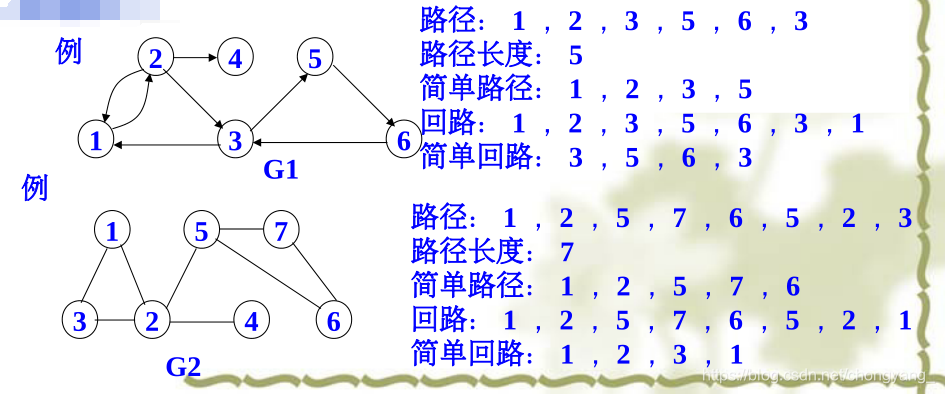 例
2
4
5
1
3
6
G1
路径： 1 ，2 ，3 ，5 ，6 ，3
路径长度： 5
简单路径： 1 ，2 ，3 ，5
回路： 1 ，2 ，3 ，5 ，6 ，3 ，1
简单回路： 3 ，5 ，6 ，3
例
1
5
7
3
2
4
6
G2
路径： 1 ，2 ，5 ，7 ，6 ，5 ，2 ，3
路径长度： 7
简单路径： 1 ，2 ，5 ，7 ，6
回路： 1 ，2 ，5 ，7 ，6 ，5 ，2 ，1
简单回路： 1 ，2 ，3 ，1
https://blog.csdn.net/chongyang_